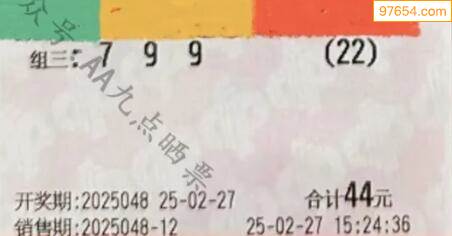 97654.com
组三: 7 9 9 (22)
众号:AA九点晒票
开奖期:2025048 25-02-27 合计44元
销售期:2025048-12 25-02-27 15:24:36